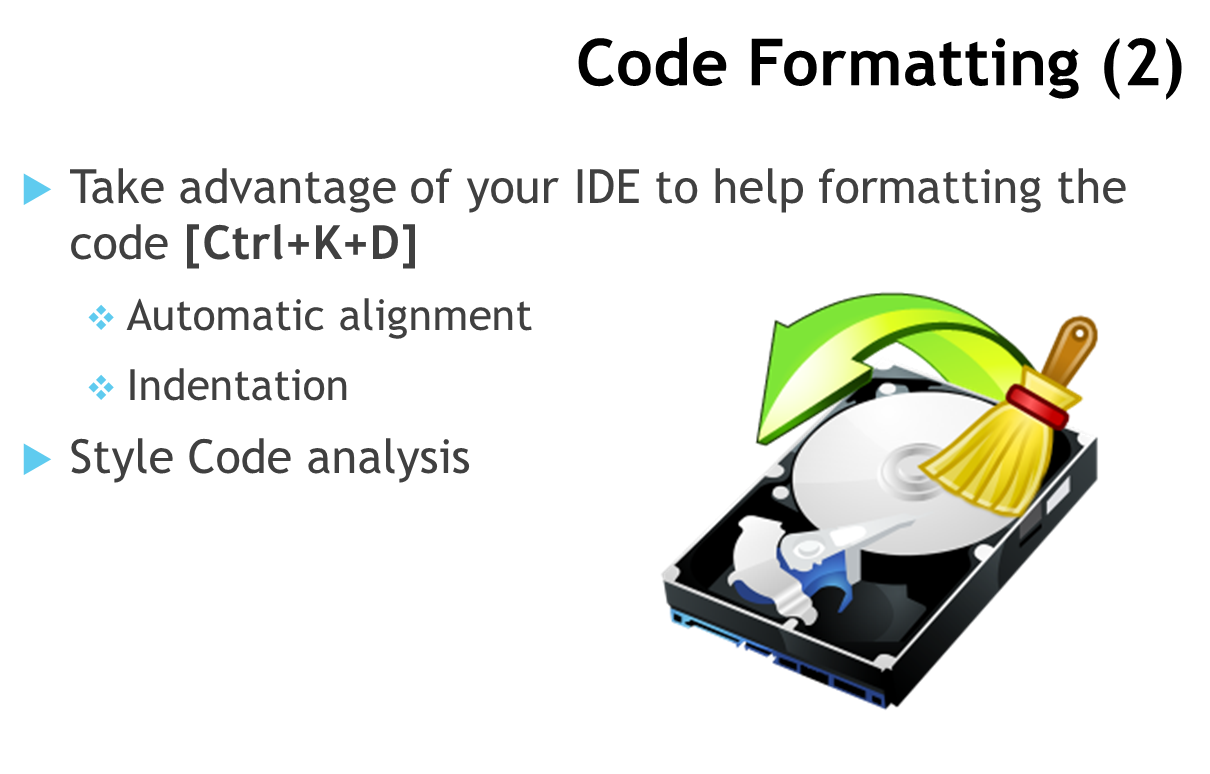 Code Formatting (2)
Take advantage of your IDE to help formatting the
code [Ctrl+K+D]
Automatic alignment
Indentation
Style Code analysis